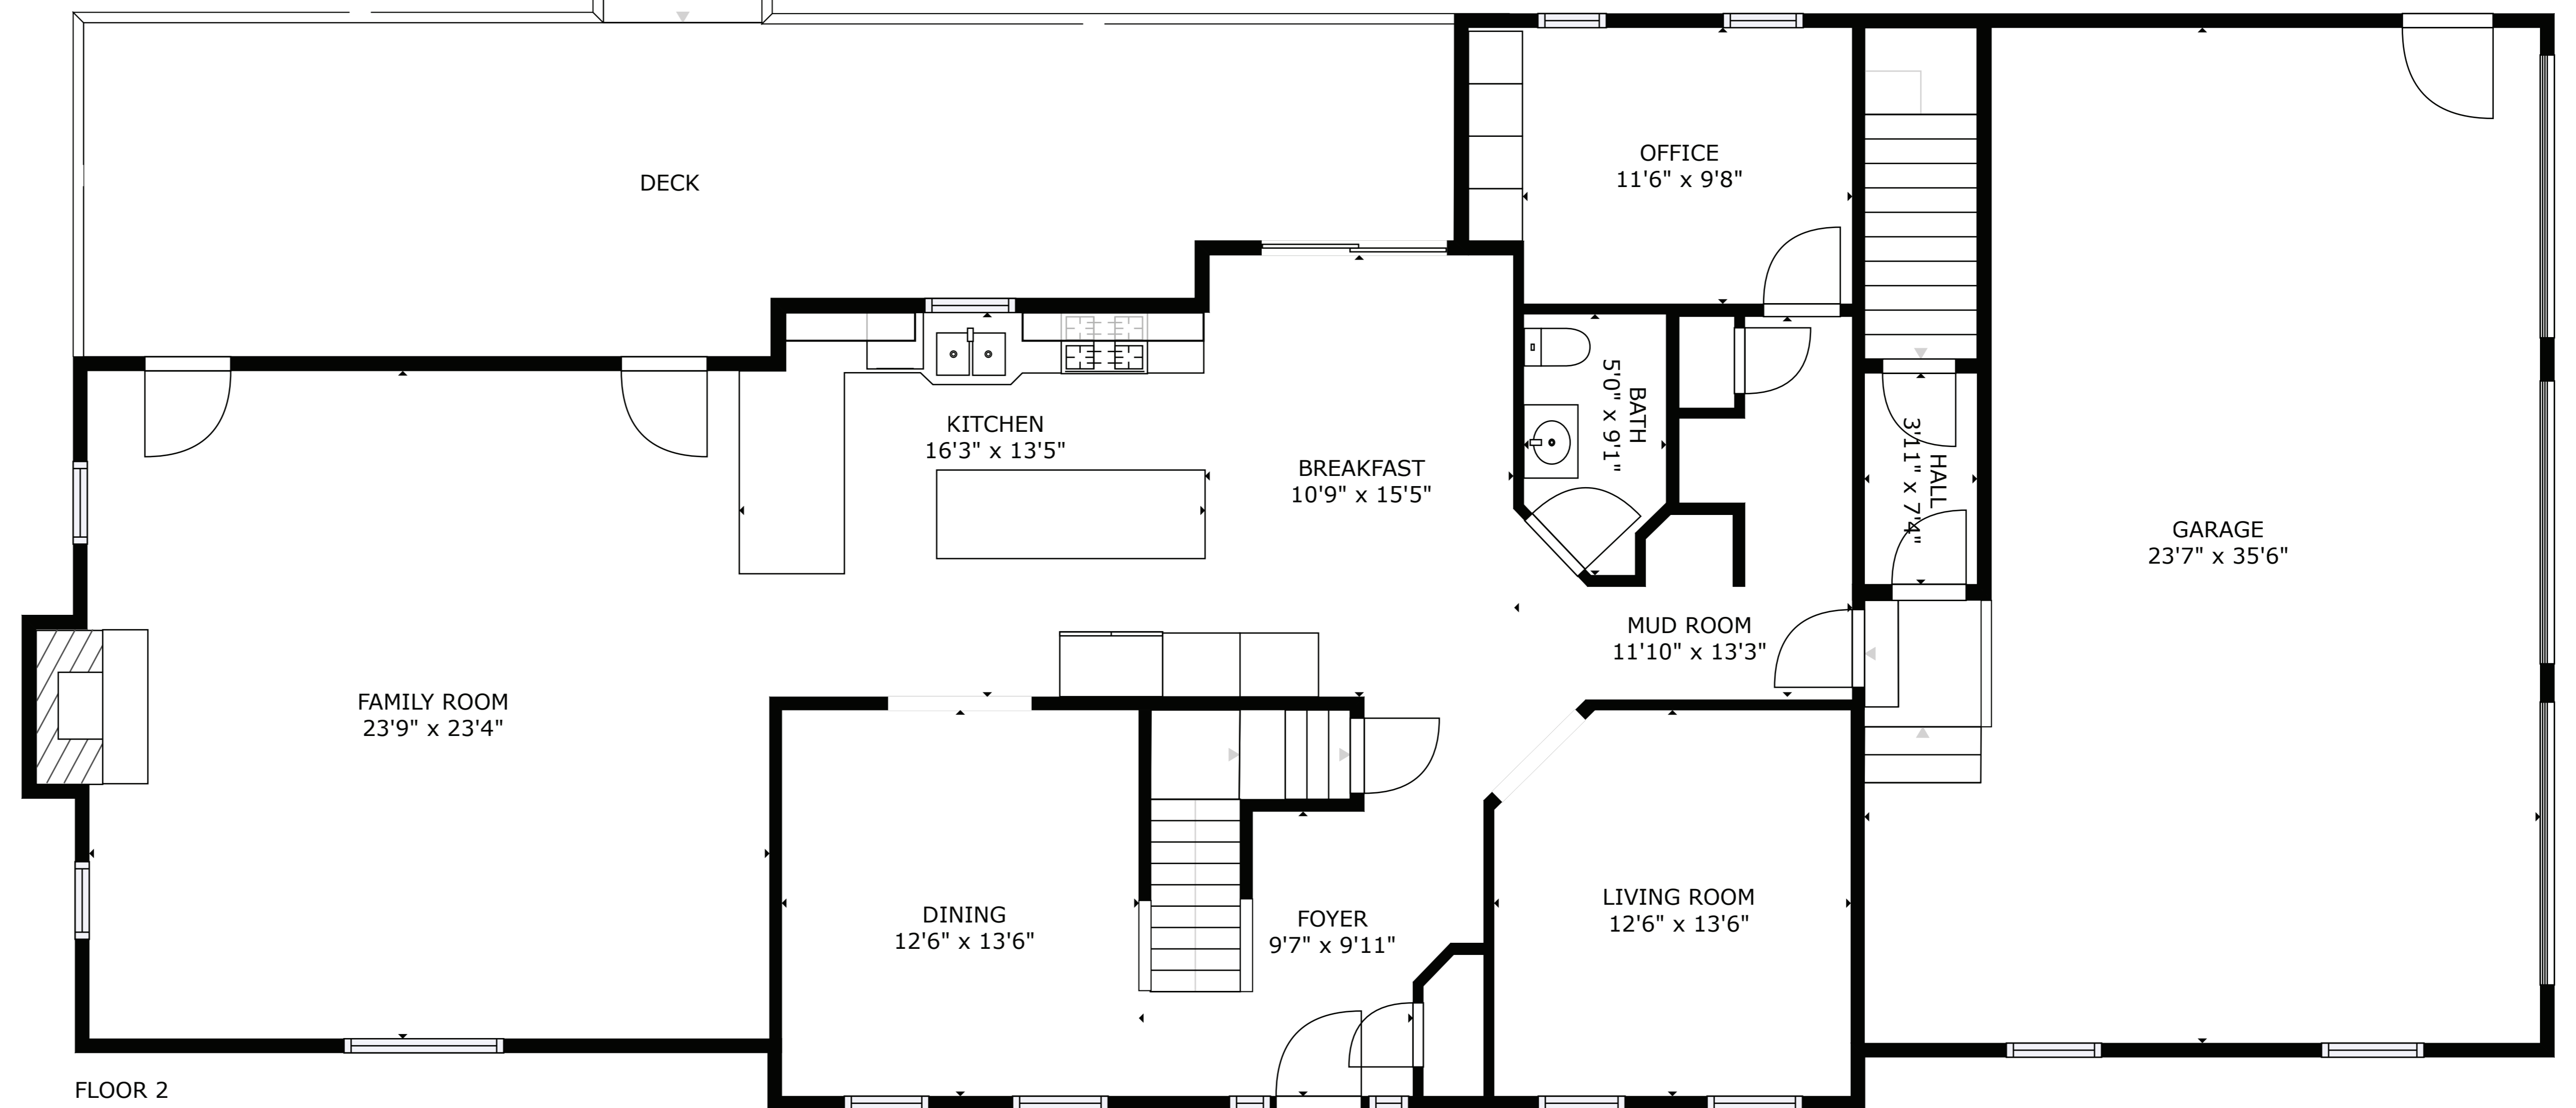 DECK
OFFICE
11'6" x 9'8"
KITCHEN
16'3" x 13'5"
BREAKFAST
10'9" x 15'5"
BATH
5'0" x 9'1"
HALL
3'11" x 7'4"
GARAGE
23'7" x 35'6"
MUD ROOM
11'10" x 13'3"
FAMILY ROOM
23'9" x 23'4"
DINING
12'6" x 13'6"
FOYER
9'7" x 9'11"
LIVING ROOM
12'6" x 13'6"
FLOOR 2